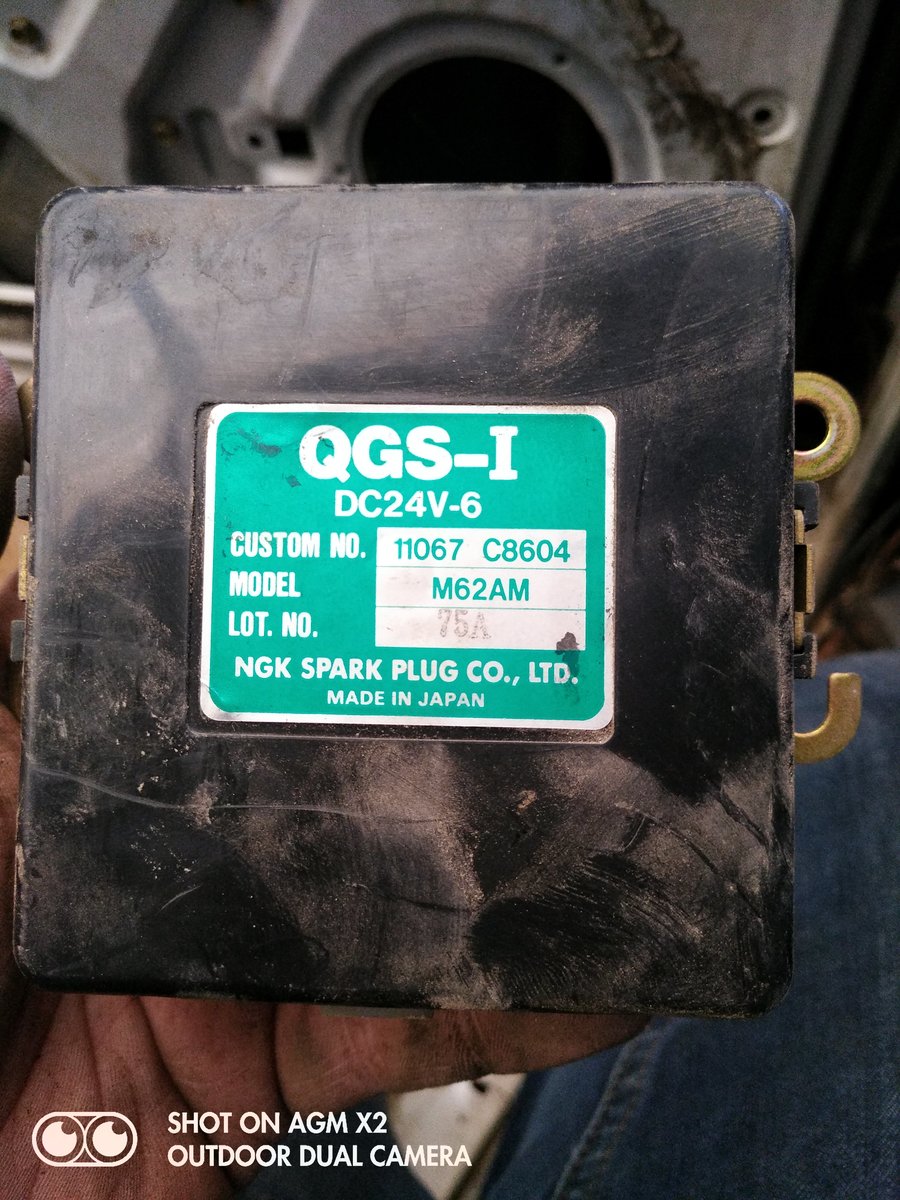 QGS-I
DC24V-6
CUSTOM NO. 11067 C8604
MODEL M62AM
LOT. NO. 75A
NGK SPARK PLUG CO., LTD.
MADE IN JAPAN
SHOT ON AGM X2
OUTDOOR DUAL CAMERA